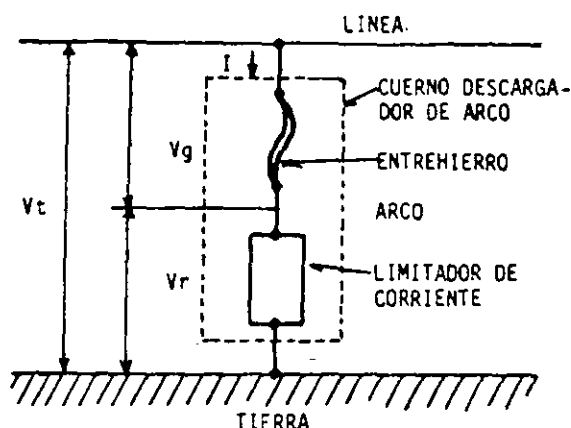 LINEA.
I
CUERNO DESCARGA-
DOR DE ARCO
Vg
ENTREHIERRO
Vt
ARCO
Vr
LIMITADOR DE
CORRIENTE
TIERRA